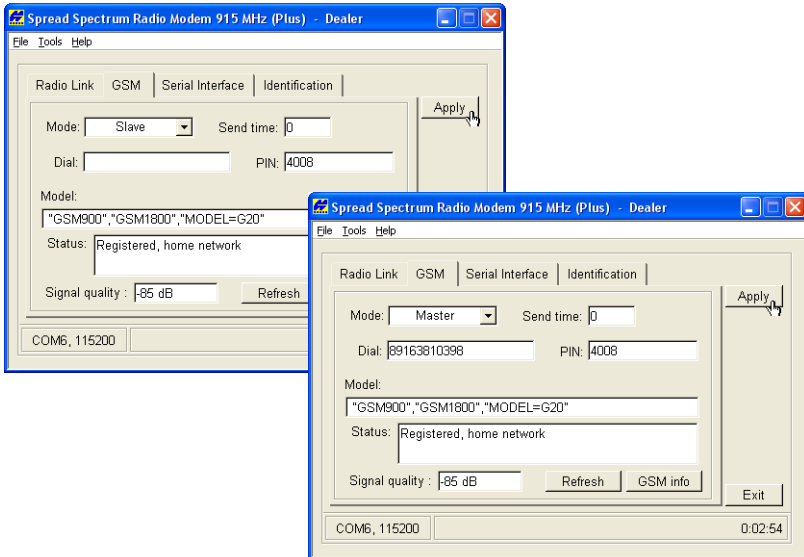 Spread Spectrum Radio Modem 915 MHz (Plus) - Dealer
File Tools Help
Radio Link GSM Serial Interface Identification
Apply
Mode: Slave Send time: 0
Dial: PIN: 4008
Model:
"GSM900","GSM1800","MODEL=G20"
Status: Registered, home network
Signal quality : -85 dB Refresh
COM6, 115200
Spread Spectrum Radio Modem 915 MHz (Plus) - Dealer
File Tools Help
Radio Link GSM Serial Interface Identification
Apply
Mode: Master Send time: 0
Dial: 89163810398 PIN: 4008
Model:
"GSM900","GSM1800","MODEL=G20"
Status: Registered, home network
Signal quality : -85 dB Refresh GSM info
Exit
COM6, 115200 0:02:54